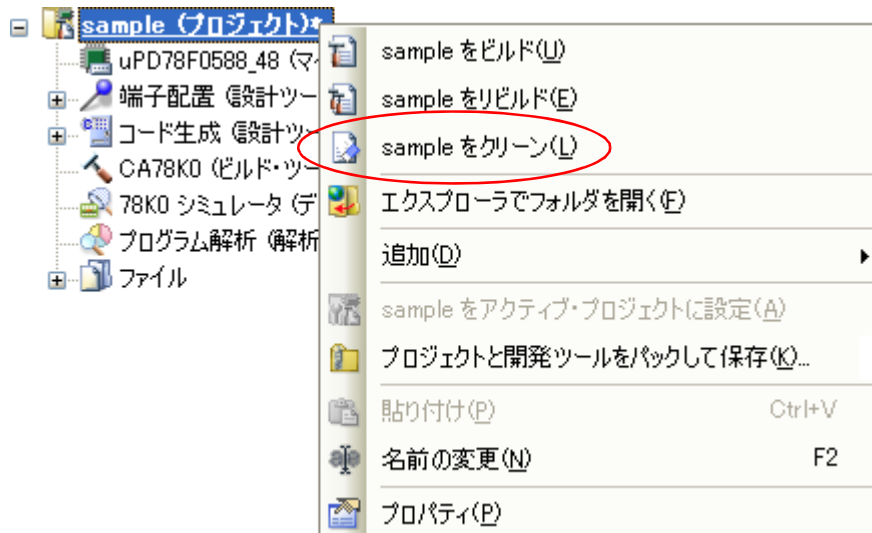 sample (プロジェクト)*
uPD78F0588_48 (マイ
端子配置 (設計ツー
コード生成 (設計ツー
CA78K0 (ビルド・ツー
78K0 シミュレータ (デ
プログラム解析 (解析
ファイル
sample をビルド(U)
sample をリビルド(E)
sample をクリーン(L)
エクスプローラでフォルダを開く(F)
追加(D)
sample をアクティブ・プロジェクトに設定(A)
プロジェクトと開発ツールをパックして保存(K)...
貼り付け(P) Ctrl+V
名前の変更(N) F2
プロパティ(P)